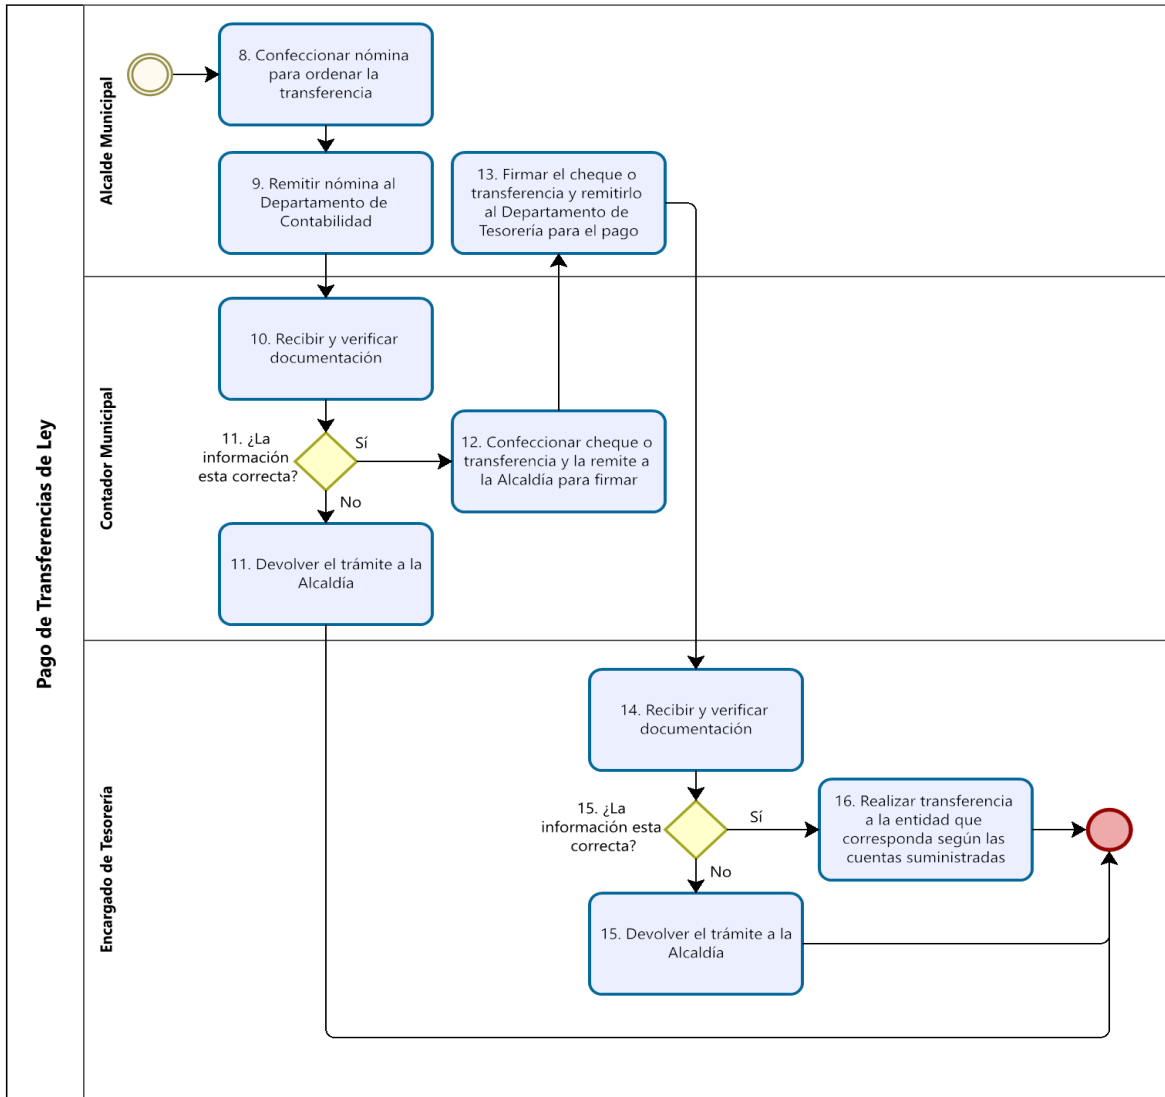 Pago de Transferencias de Ley
Alcalde Municipal
8. Confeccionar nómina
para ordenar la
transferencia
9. Remitir nómina al
Departamento de
Contabilidad
13. Firmar el cheque o
transferencia y remitirlo
al Departamento de
Tesorería para el pago
Contador Municipal
10. Recibir y verificar
documentación
11. ¿La
información
esta correcta?
Sí
No
12. Confeccionar cheque o
transferencia y la remite a
la Alcaldía para firmar
11. Devolver el trámite a la
Alcaldía
Encargado de Tesorería
14. Recibir y verificar
documentación
15. ¿La
información esta
correcta?
Sí
No
16. Realizar transferencia
a la entidad que
corresponda según las
cuentas suministradas
15. Devolver el trámite a la
Alcaldía